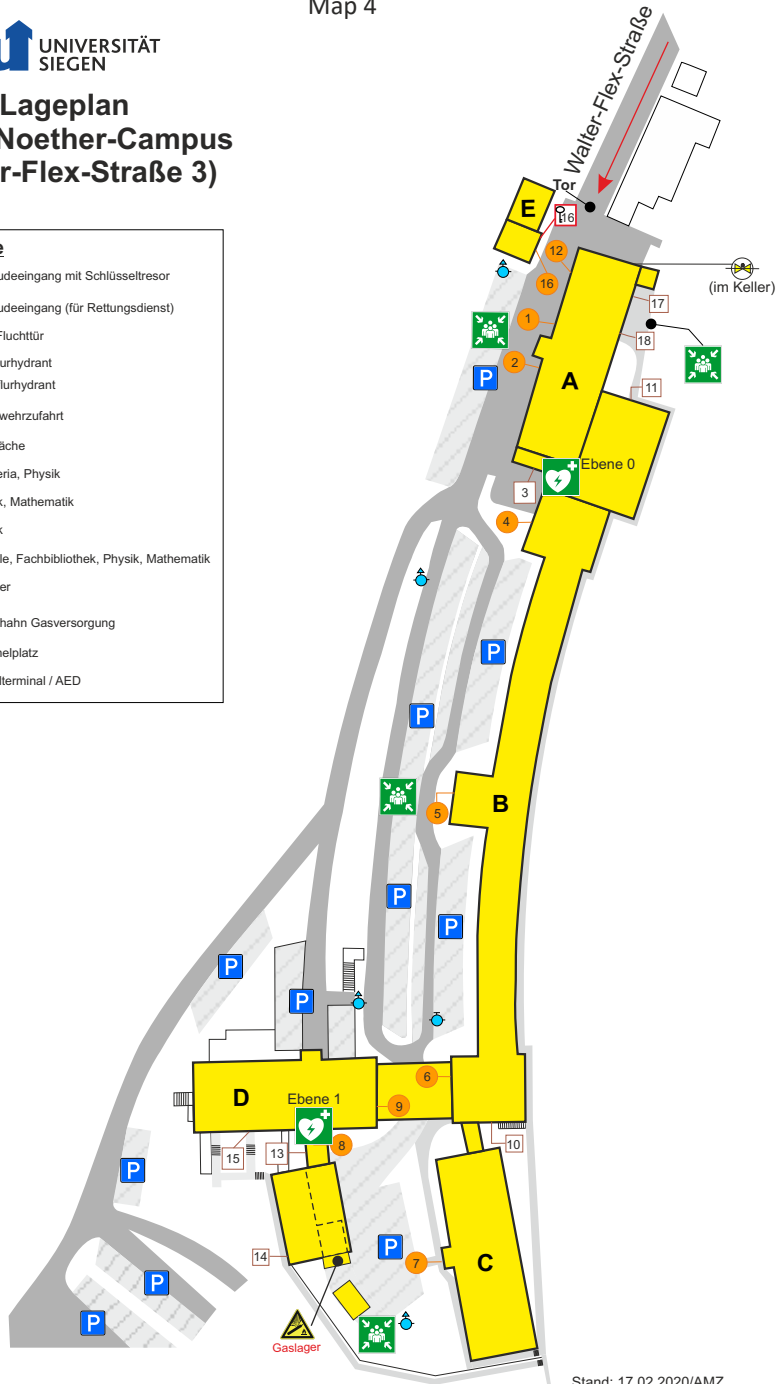 Map 4
UNIVERSITÄT
SIEGEN
Lageplan
Noether-Campus
r-Flex-Straße 3)
Walter-Flex-Straße
Tor
E
16
12
16
(im Keller)
17
1
18
2
A
11
Ebene 0
3
4
e
udeeingang mit Schlüsseltresor
udeeingang (für Rettungsdienst)
Fluchttür
urhydrant
flurhydrant
wehrzufahrt
äche
eria, Physik
k, Mathematik
k
le, Fachbibliothek, Physik, Mathematik
er
hahn Gasversorgung
nelplatz
lterminal / AED
P
P
P
B
5
P
P
P
P
6
D
Ebene 1
9
8
10
13
15
P
14
P
7
C
P
P
Gaslager
Stand: 17.02.2020/AMZ